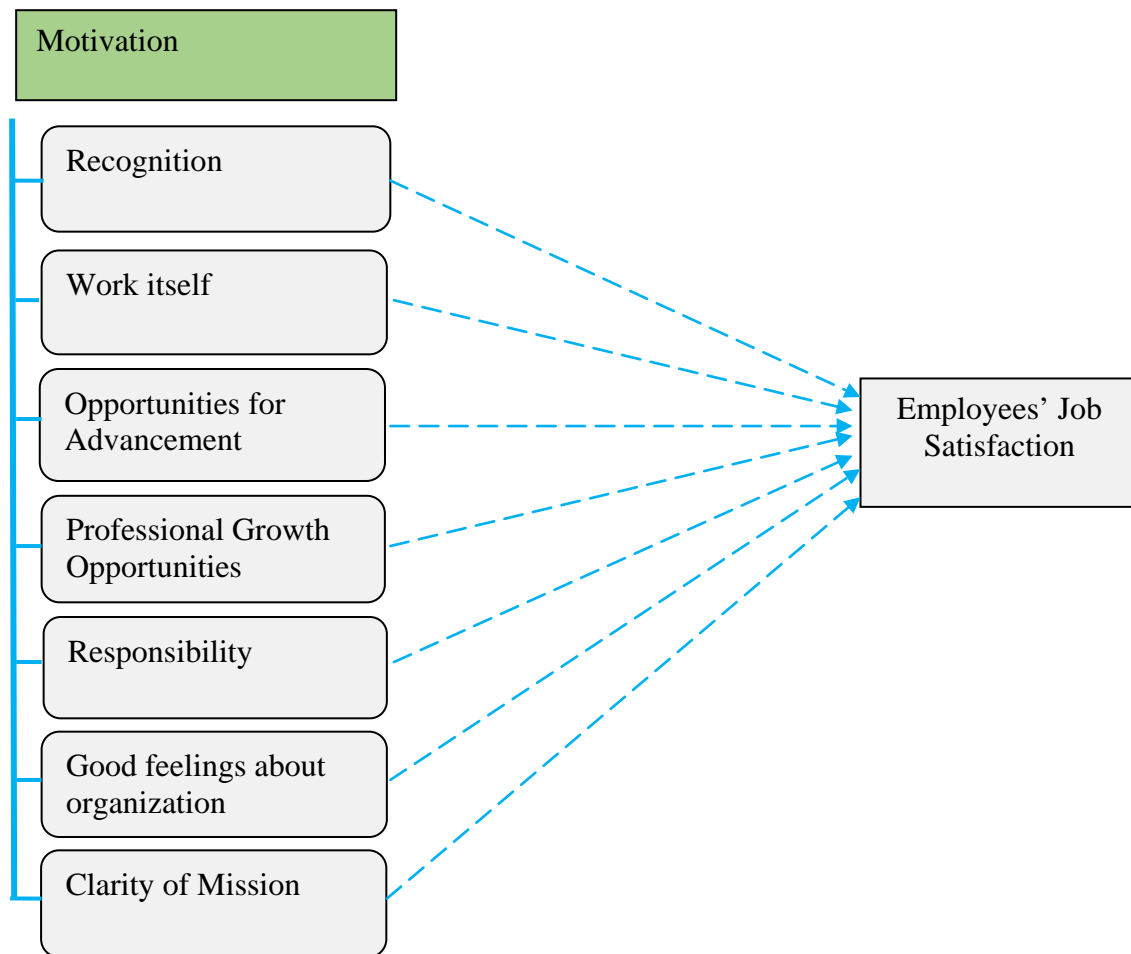 Motivation
Recognition
Work itself
Opportunities for
Advancement
Professional Growth
Opportunities
Responsibility
Good feelings about
organization
Clarity of Mission
Employees’ Job
Satisfaction